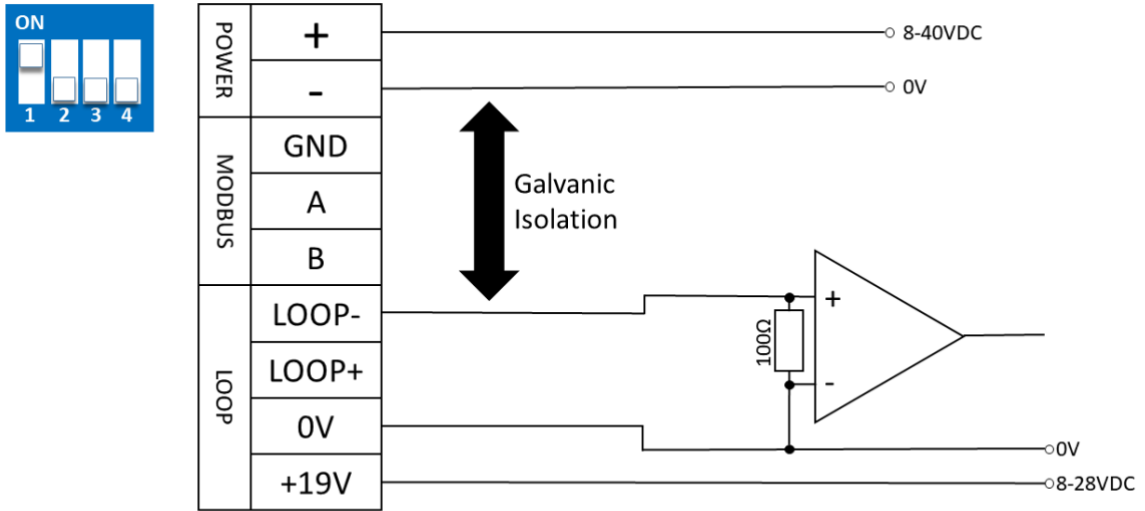 ON
1 2 3 4
POWER
+
-
8-40VDC
0V
MODBUS
GND
A
B
Galvanic
Isolation
LOOP
LOOP-
LOOP+
0V
+19V
100Ω
+
-
0V
8-28VDC